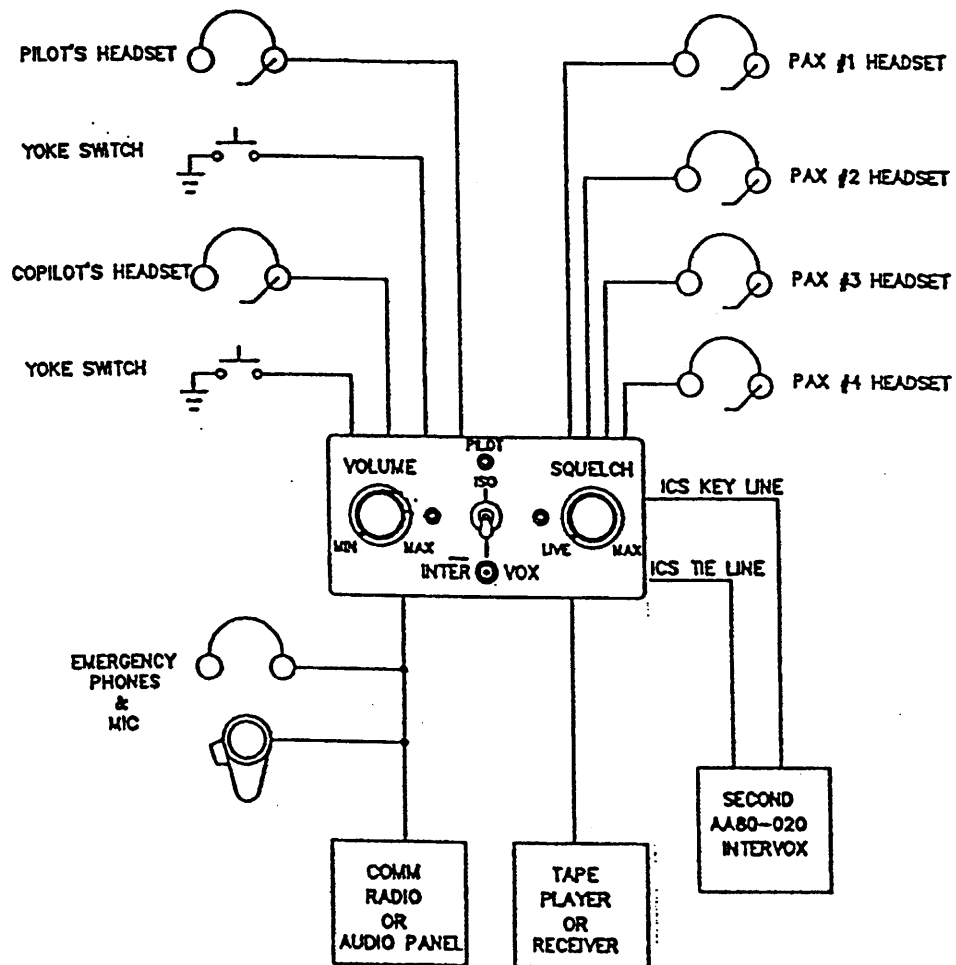 PILOT'S HEADSET
YOKE SWITCH
COPILOT'S HEADSET
YOKE SWITCH
PAX #1 HEADSET
PAX #2 HEADSET
PAX #3 HEADSET
PAX #4 HEADSET
PILOT
VOLUME
ISO
SQUELCH
MIN
MAX
LIVE
MAX
INTER VOX
ICS KEY LINE
ICS TIE LINE
EMERGENCY
PHONES
&
MIC
COMM
RADIO
OR
AUDIO PANEL
TAPE
PLAYER
OR
RECEIVER
SECOND
AA80-020
INTERVOX